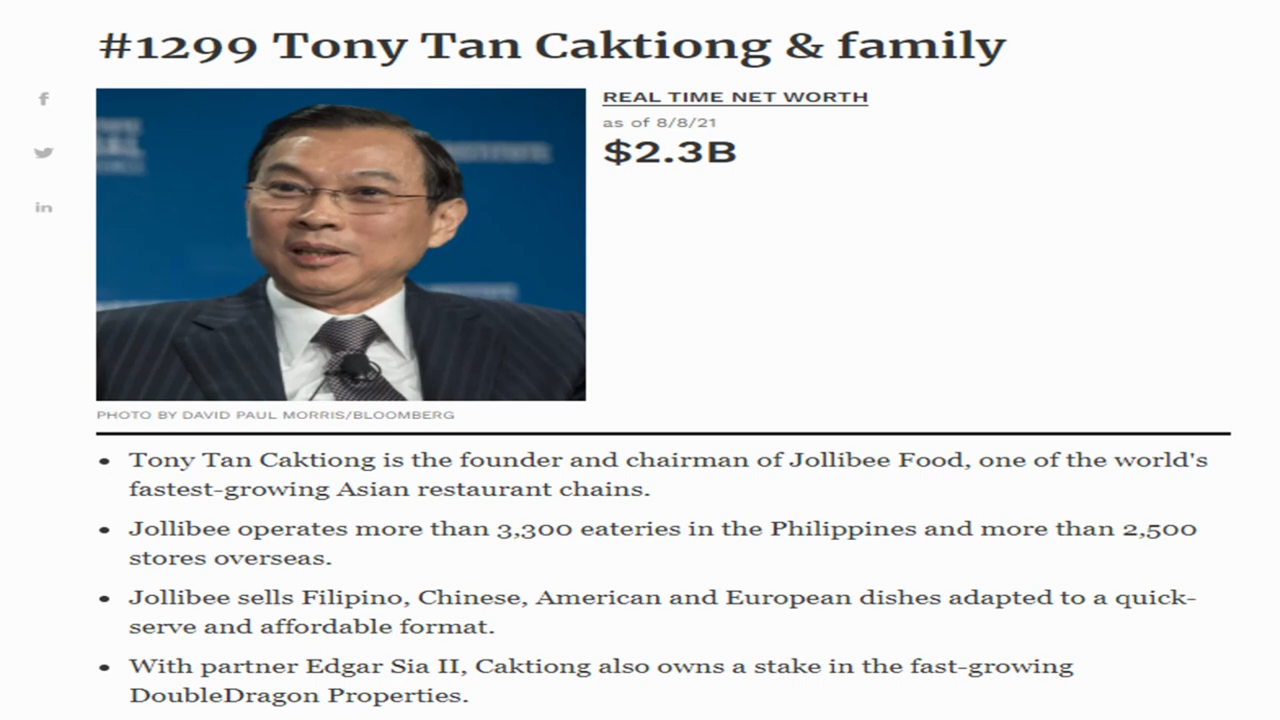 #1299 Tony Tan Caktiong & family
f
in
REAL TIME NET WORTH
as of 8/8/21
$2.3B
PHOTO BY DAVID PAUL MORRIS/BLOOMBERG
• Tony Tan Caktiong is the founder and chairman of Jollibee Food, one of the world's
fastest-growing Asian restaurant chains.
• Jollibee operates more than 3,300 eateries in the Philippines and more than 2,500
stores overseas.
• Jollibee sells Filipino, Chinese, American and European dishes adapted to a quick-
serve and affordable format.
• With partner Edgar Sia II, Caktiong also owns a stake in the fast-growing
DoubleDragon Properties.